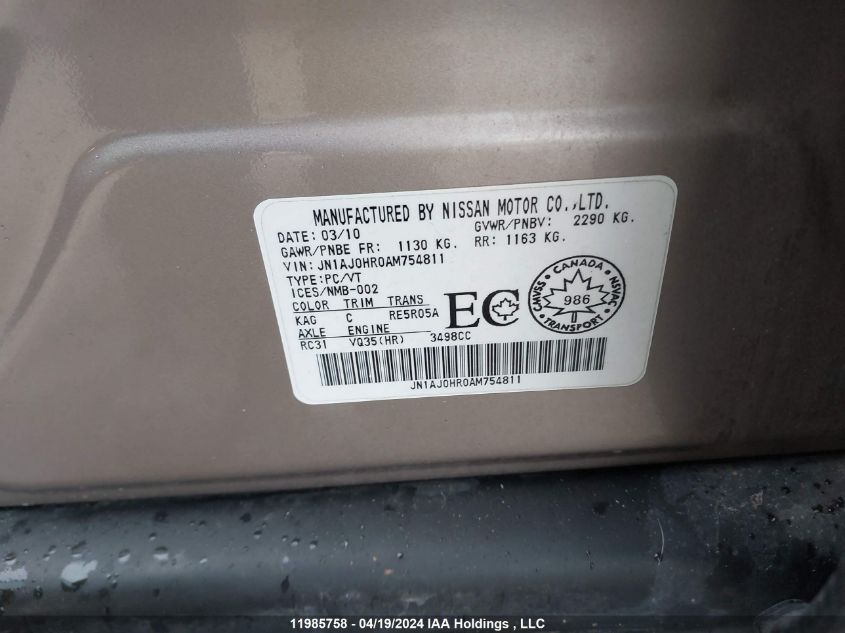 MANUFACTURED BY NISSAN MOTOR CO.,LTD.
DATE: 03/10 GVWR/PNBV: 2290 KG.
GAWR/PNBE FR: 1130 KG. RR: 1163 KG.
VIN: JN1AJ0HR0AM754811
TYPE:PC/VT
ICES/NMB-002
COLOR TRIM TRANS
KAG C RE5R05A
AXLE ENGINE
RC31 VQ35(HR) 3498CC
EC
CANADA
CMVSS 986 NSVAC
TRANSPORT
JN1AJ0HR0AM754811
11985758 - 04/19/2024 IAA Holdings , LLC